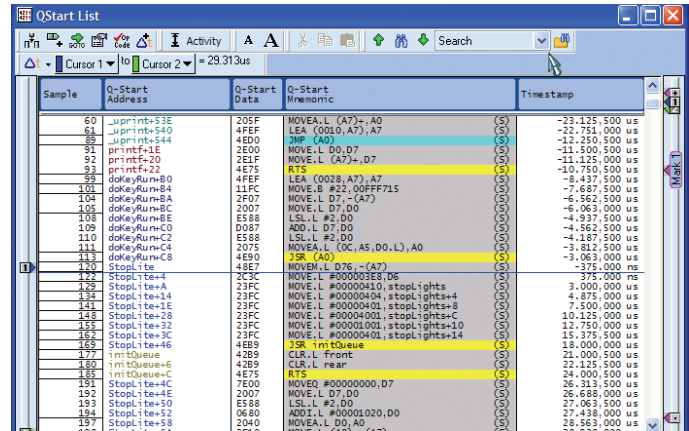 QStart List
Activity A A Search
Δt Cursor 1 to Cursor 2 = 29.313us
Sample Q-Start Address Q-Start Data Q-Start Mnemonic Timestamp
60 _uprint+53E 205F MOVEA.L (A7)+,A0 (S) -23.125,500 us
61 _uprint+540 4FEF LEA (0010,A7),A7 (S) -22.751,000 us
89 _uprint+544 4ED0 JMP (A0) (S) -12.250,500 us
91 printf+1E 2E00 MOVE.L D0,D7 (S) -11.500,500 us
92 printf+20 2E1F MOVE.L (A7)+,D7 (S) -11.125,000 us
93 printf+22 4E75 RTS (S) -10.750,500 us
99 doKeyRun+B0 4FEF LEA (0028,A7),A7 (S) -8.437,500 us
101 doKeyRun+B4 11FC MOVE.B #22,00FFF715 (S) -7.687,500 us
104 doKeyRun+BA 2F07 MOVE.L D7,-(A7) (S) -6.562,500 us
105 doKeyRun+BC 2007 MOVE.L D7,D0 (S) -6.063,000 us
108 doKeyRun+BE E588 LSL.L #2,D0 (S) -4.937,500 us
109 doKeyRun+C0 D087 ADD.L D7,D0 (S) -4.562,500 us
110 doKeyRun+C2 E588 LSL.L #2,D0 (S) -4.187,500 us
111 doKeyRun+C4 2075 MOVEA.L (0C,A5,D0.L),A0 (S) -3.812,500 us
113 doKeyRun+C8 4E90 JSR (A0) (S) -3.063,000 us
120 StopLite 48E7 MOVEM.L D76,-(A7) (S) -375.000 ns
122 StopLite+4 2C3C MOVE.L #000003E8,D6 (S) 375.000 ns
129 StopLite+A 23FC MOVE.L #00000410,stopLights (S) 3.000,000 us
134 StopLite+14 23FC MOVE.L #00000404,stopLights+4 (S) 4.875,000 us
141 StopLite+1E 23FC MOVE.L #00000401,stopLights+8 (S) 7.500,000 us
148 StopLite+28 23FC MOVE.L #00004001,stopLights+C (S) 10.125,000 us
155 StopLite+32 23FC MOVE.L #00001001,stopLights+10 (S) 12.750,000 us
162 StopLite+3C 23FC MOVE.L #00000401,stopLights+14 (S) 15.375,500 us
169 StopLite+46 4EB9 JSR initQueue (S) 18.000,000 us
177 initQueue 42B9 CLR.L front (S) 21.000,500 us
180 initQueue+6 42B9 CLR.L rear (S) 22.125,500 us
185 initQueue+C 4E75 RTS (S) 24.000,500 us
191 StopLite+4C 7E00 MOVEQ #00000000,D7 (S) 26.313,500 us
192 StopLite+4E 2007 MOVE.L D7,D0 (S) 26.688,000 us
193 StopLite+50 E588 LSL.L #2,D0 (S) 27.063,500 us
194 StopLite+52 0680 ADDI.L #00001020,D0 (S) 27.438,000 us
197 StopLite+58 2040 MOVEA.L D0,A0 (S) 28.563,000 us
Mark 1